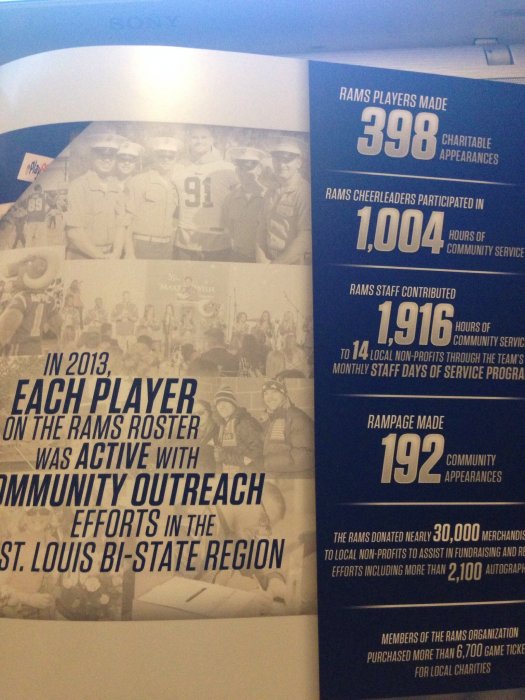 SONY
Play
91
IN 2013,
EACH PLAYER
ON THE RAMS ROSTER
WAS ACTIVE WITH
OMMUNITY OUTREACH
EFFORTS IN THE
ST. LOUIS BI-STATE REGION
RAMS PLAYERS MADE
398 CHARITABLE
APPEARANCES
RAMS CHEERLEADERS PARTICIPATED IN
1,004 HOURS OF
COMMUNITY SERVICE
RAMS STAFF CONTRIBUTED
1,916 HOURS OF
COMMUNITY SERVIC
TO 14 LOCAL NON-PROFITS THROUGH THE TEAM'S
MONTHLY STAFF DAYS OF SERVICE PROGRA
RAMPAGE MADE
192 COMMUNITY
APPEARANCES
THE RAMS DONATED NEARLY 30,000 MERCHANDIS
TO LOCAL NON-PROFITS TO ASSIST IN FUNDRAISING AND RE
EFFORTS INCLUDING MORE THAN 2,100 AUTOGRAPH
MEMBERS OF THE RAMS ORGANIZATION
PURCHASED MORE THAN 6,700 GAME TICKE
FOR LOCAL CHARITIES